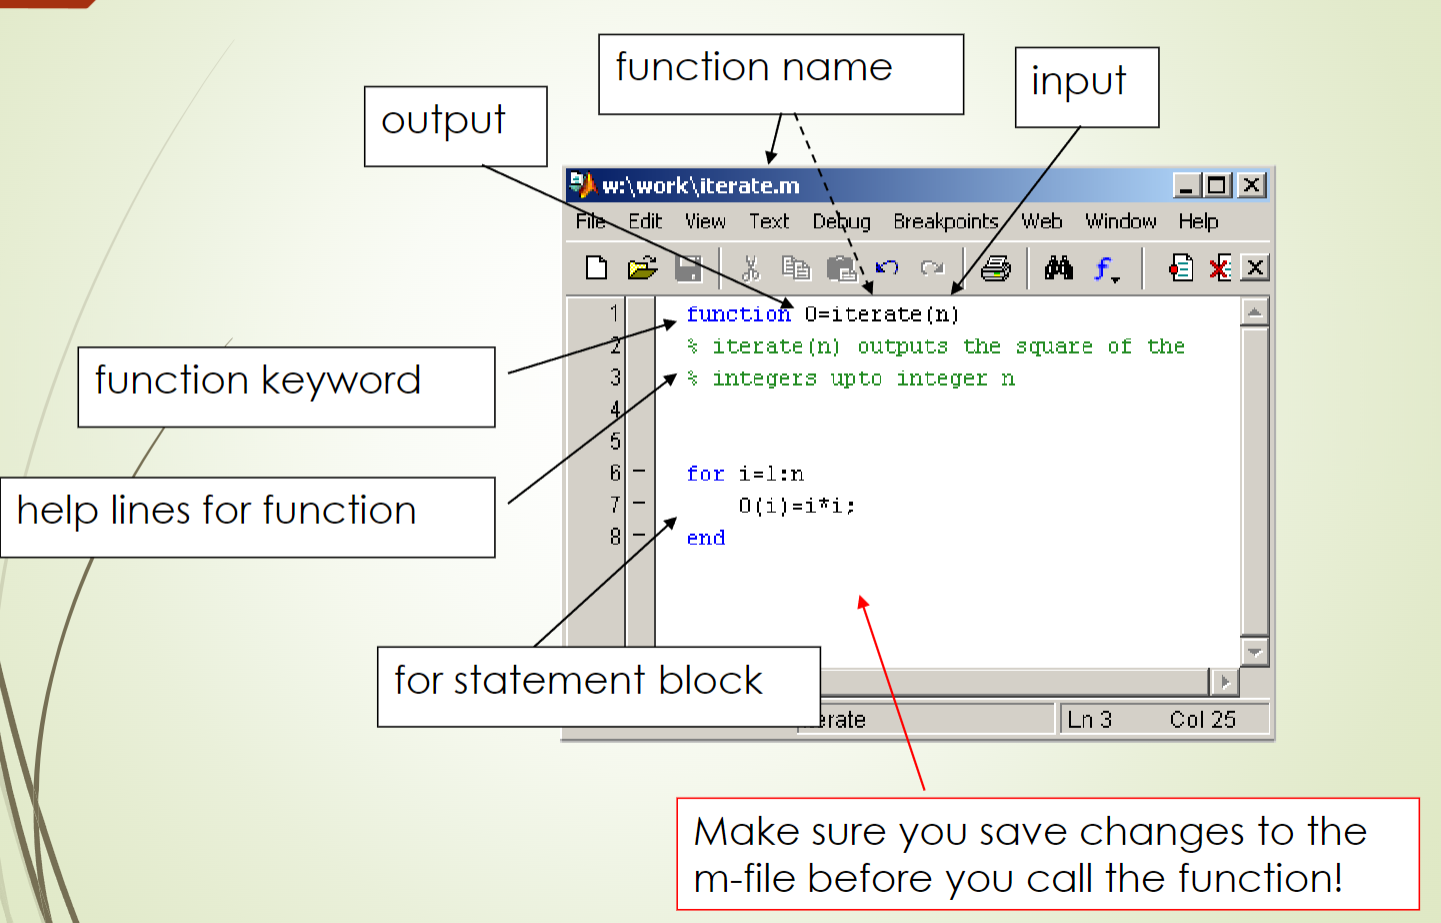 function name
input
output
w:\work\iterate.m
File Edit View Text Debug Breakpoints Web Window Help
1 function O=iterate(n)
2 % iterate(n) outputs the square of the
3 % integers upto integer n
4
5
6 – for i=1:n
7 – O(i)=i*i;
8 – end
function keyword
help lines for function
for statement block
Ln 3 Col 25
Make sure you save changes to the
m-file before you call the function!